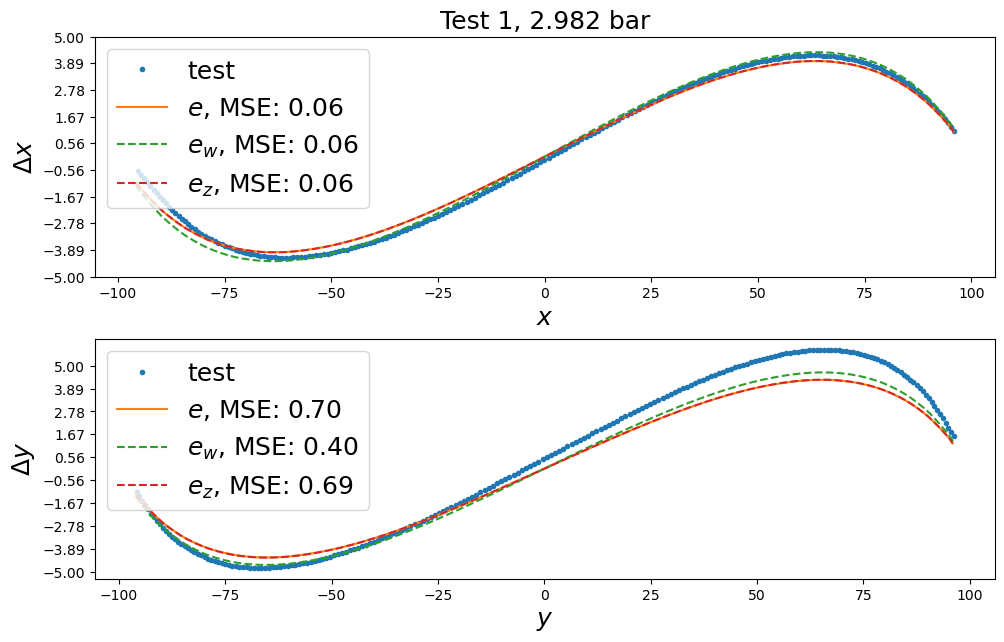 Test 1, 2.982 bar
5.00
3.89
2.78
1.67
0.56
−0.56
−1.67
−2.78
−3.89
−5.00
Δx
test
e, MSE: 0.06
e_w, MSE: 0.06
e_z, MSE: 0.06
−100 −75 −50 −25 0 25 50 75 100
x
5.00
3.89
2.78
1.67
0.56
−0.56
−1.67
−2.78
−3.89
−5.00
Δy
test
e, MSE: 0.70
e_w, MSE: 0.40
e_z, MSE: 0.69
−100 −75 −50 −25 0 25 50 75 100
y